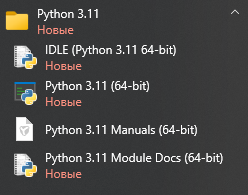 Python 3.11
Новые
IDLE (Python 3.11 64-bit)
Новые
Python 3.11 (64-bit)
Новые
Python 3.11 Manuals (64-bit)
Python 3.11 Module Docs (64-bit)
Новые